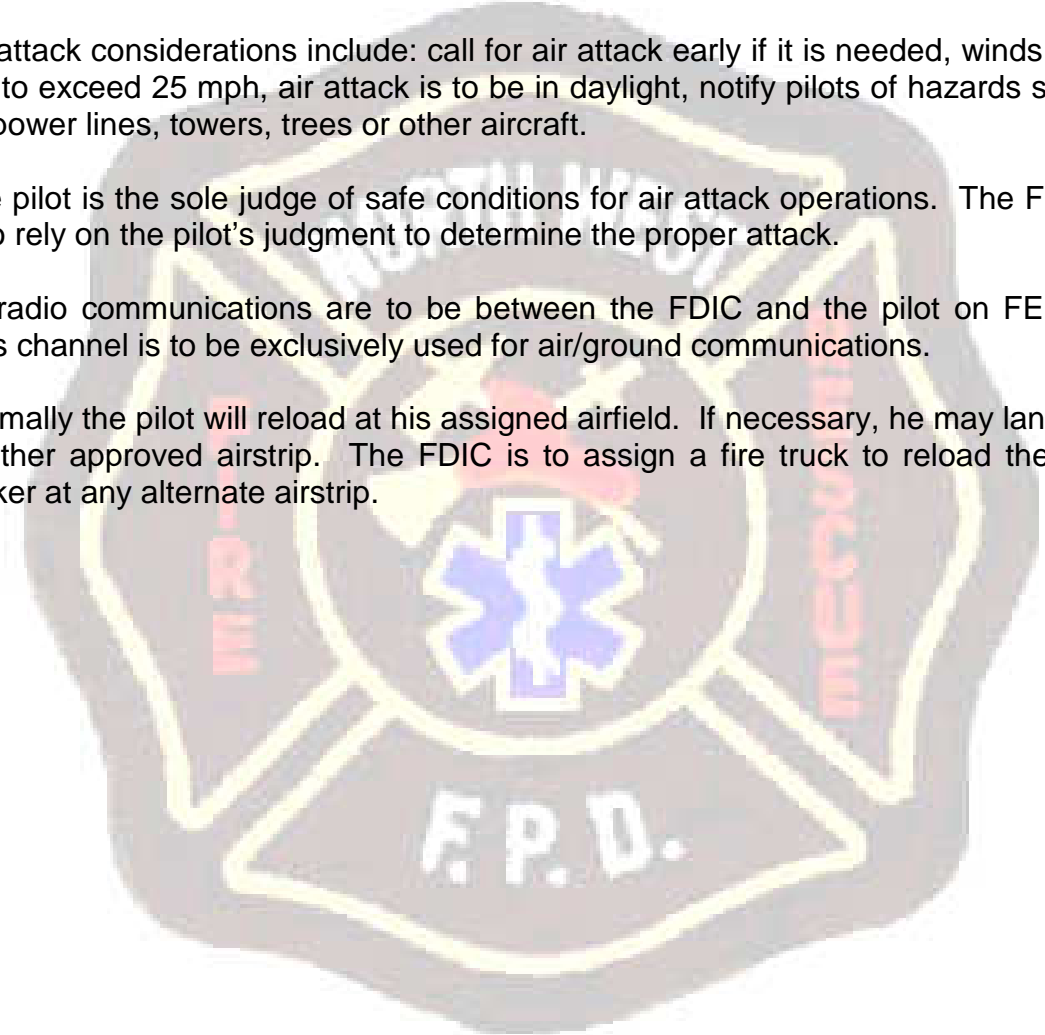 attack considerations include: call for air attack early if it is needed, winds
to exceed 25 mph, air attack is to be in daylight, notify pilots of hazards s
power lines, towers, trees or other aircraft.
e pilot is the sole judge of safe conditions for air attack operations. The F
o rely on the pilot’s judgment to determine the proper attack.
radio communications are to be between the FDIC and the pilot on FE
s channel is to be exclusively used for air/ground communications.
mally the pilot will reload at his assigned airfield. If necessary, he may lan
ther approved airstrip. The FDIC is to assign a fire truck to reload the
ker at any alternate airstrip.
NORTH WEST
FIRE
RESCUE
F.P.D.